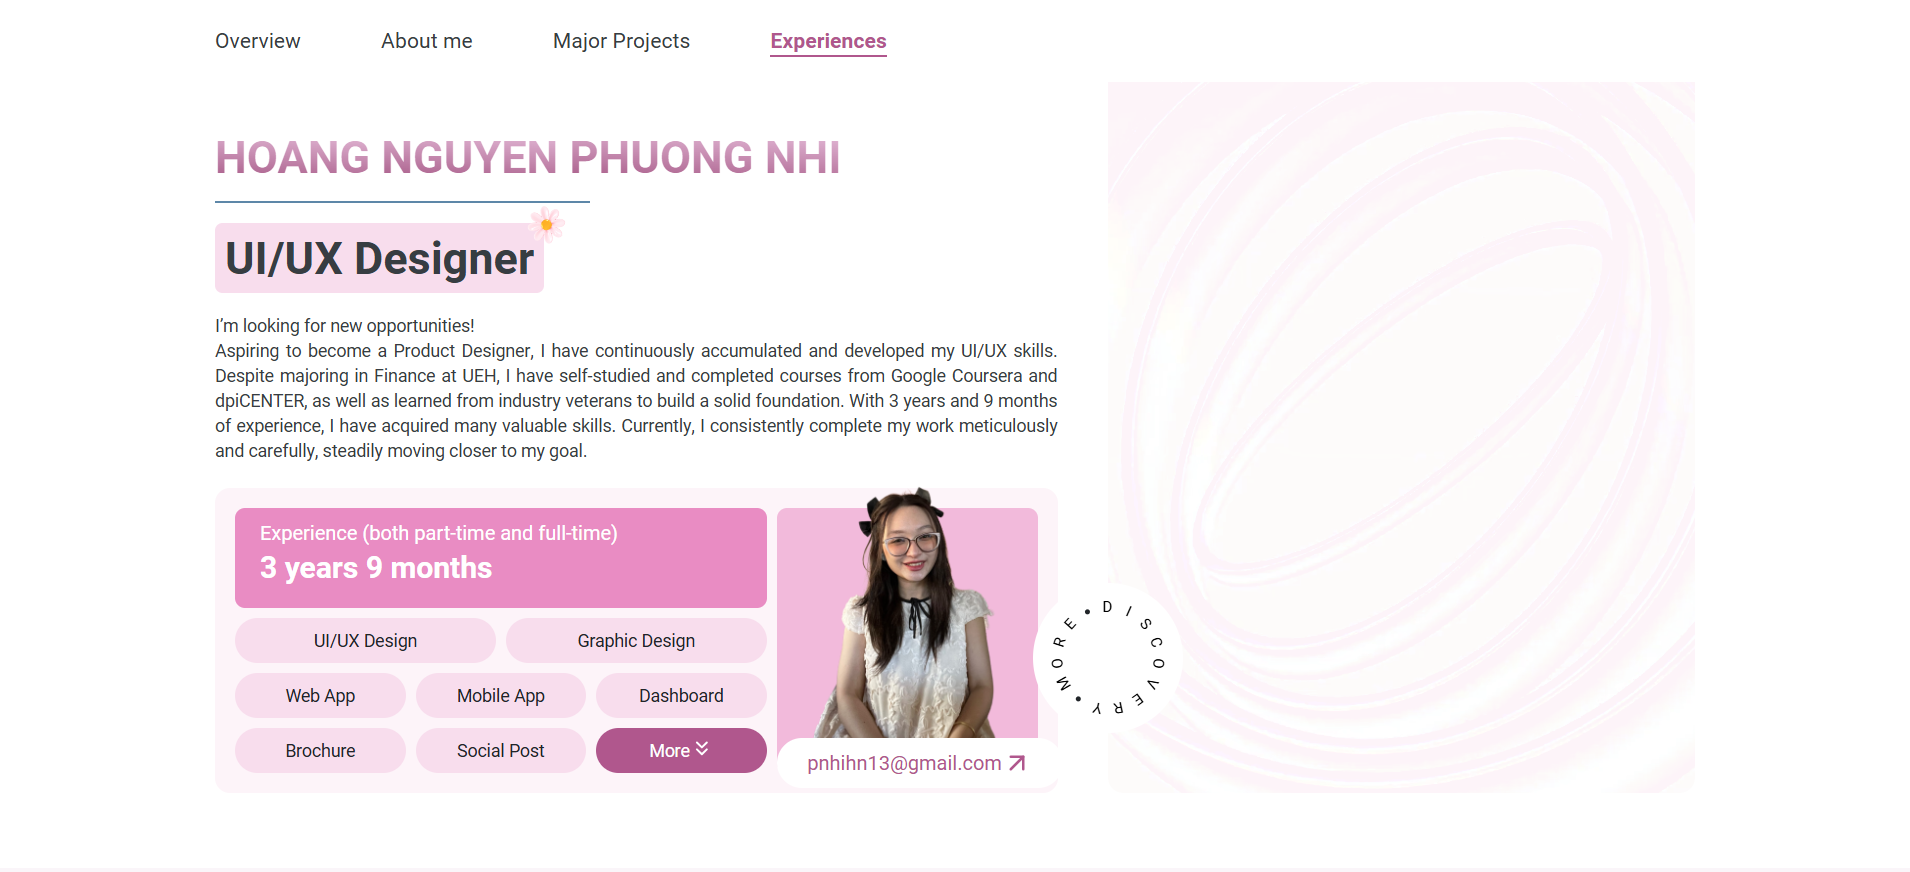 Overview
About me
Major Projects
Experiences
HOANG NGUYEN PHUONG NHI
UI/UX Designer
I’m looking for new opportunities!
Aspiring to become a Product Designer, I have continuously accumulated and developed my UI/UX skills.
Despite majoring in Finance at UEH, I have self-studied and completed courses from Google Coursera and
dpiCENTER, as well as learned from industry veterans to build a solid foundation. With 3 years and 9 months
of experience, I have acquired many valuable skills. Currently, I consistently complete my work meticulously
and carefully, steadily moving closer to my goal.
Experience (both part-time and full-time)
3 years 9 months
UI/UX Design
Graphic Design
Web App
Mobile App
Dashboard
Brochure
Social Post
More
pnhihn13@gmail.com
• DISCOVERY • MORE